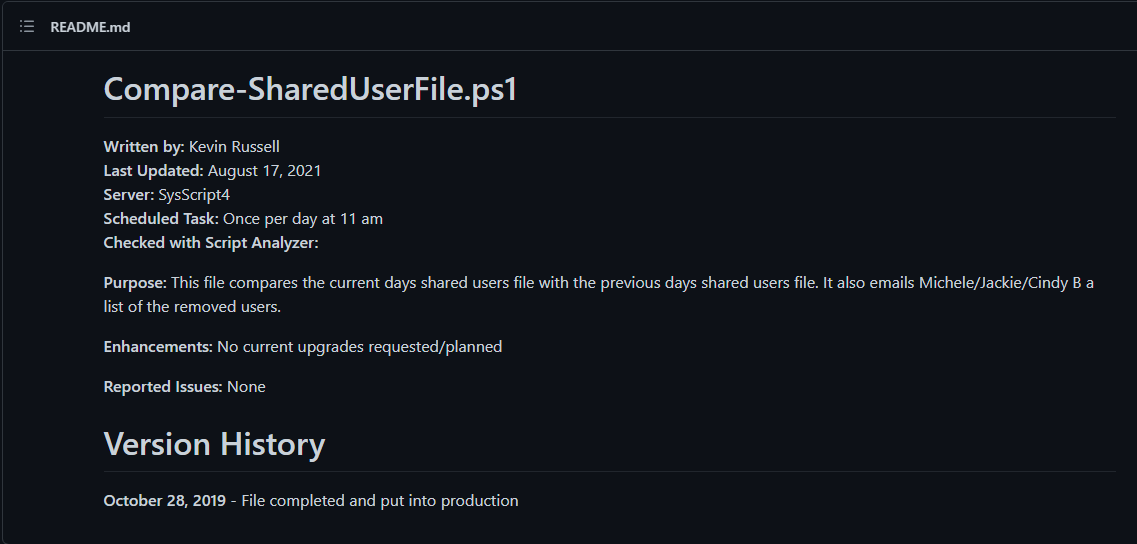 README.md
Compare-SharedUserFile.ps1
Written by: Kevin Russell
Last Updated: August 17, 2021
Server: SysScript4
Scheduled Task: Once per day at 11 am
Checked with Script Analyzer:
Purpose: This file compares the current days shared users file with the previous days shared users file. It also emails Michele/Jackie/Cindy B a
list of the removed users.
Enhancements: No current upgrades requested/planned
Reported Issues: None
Version History
October 28, 2019 - File completed and put into production